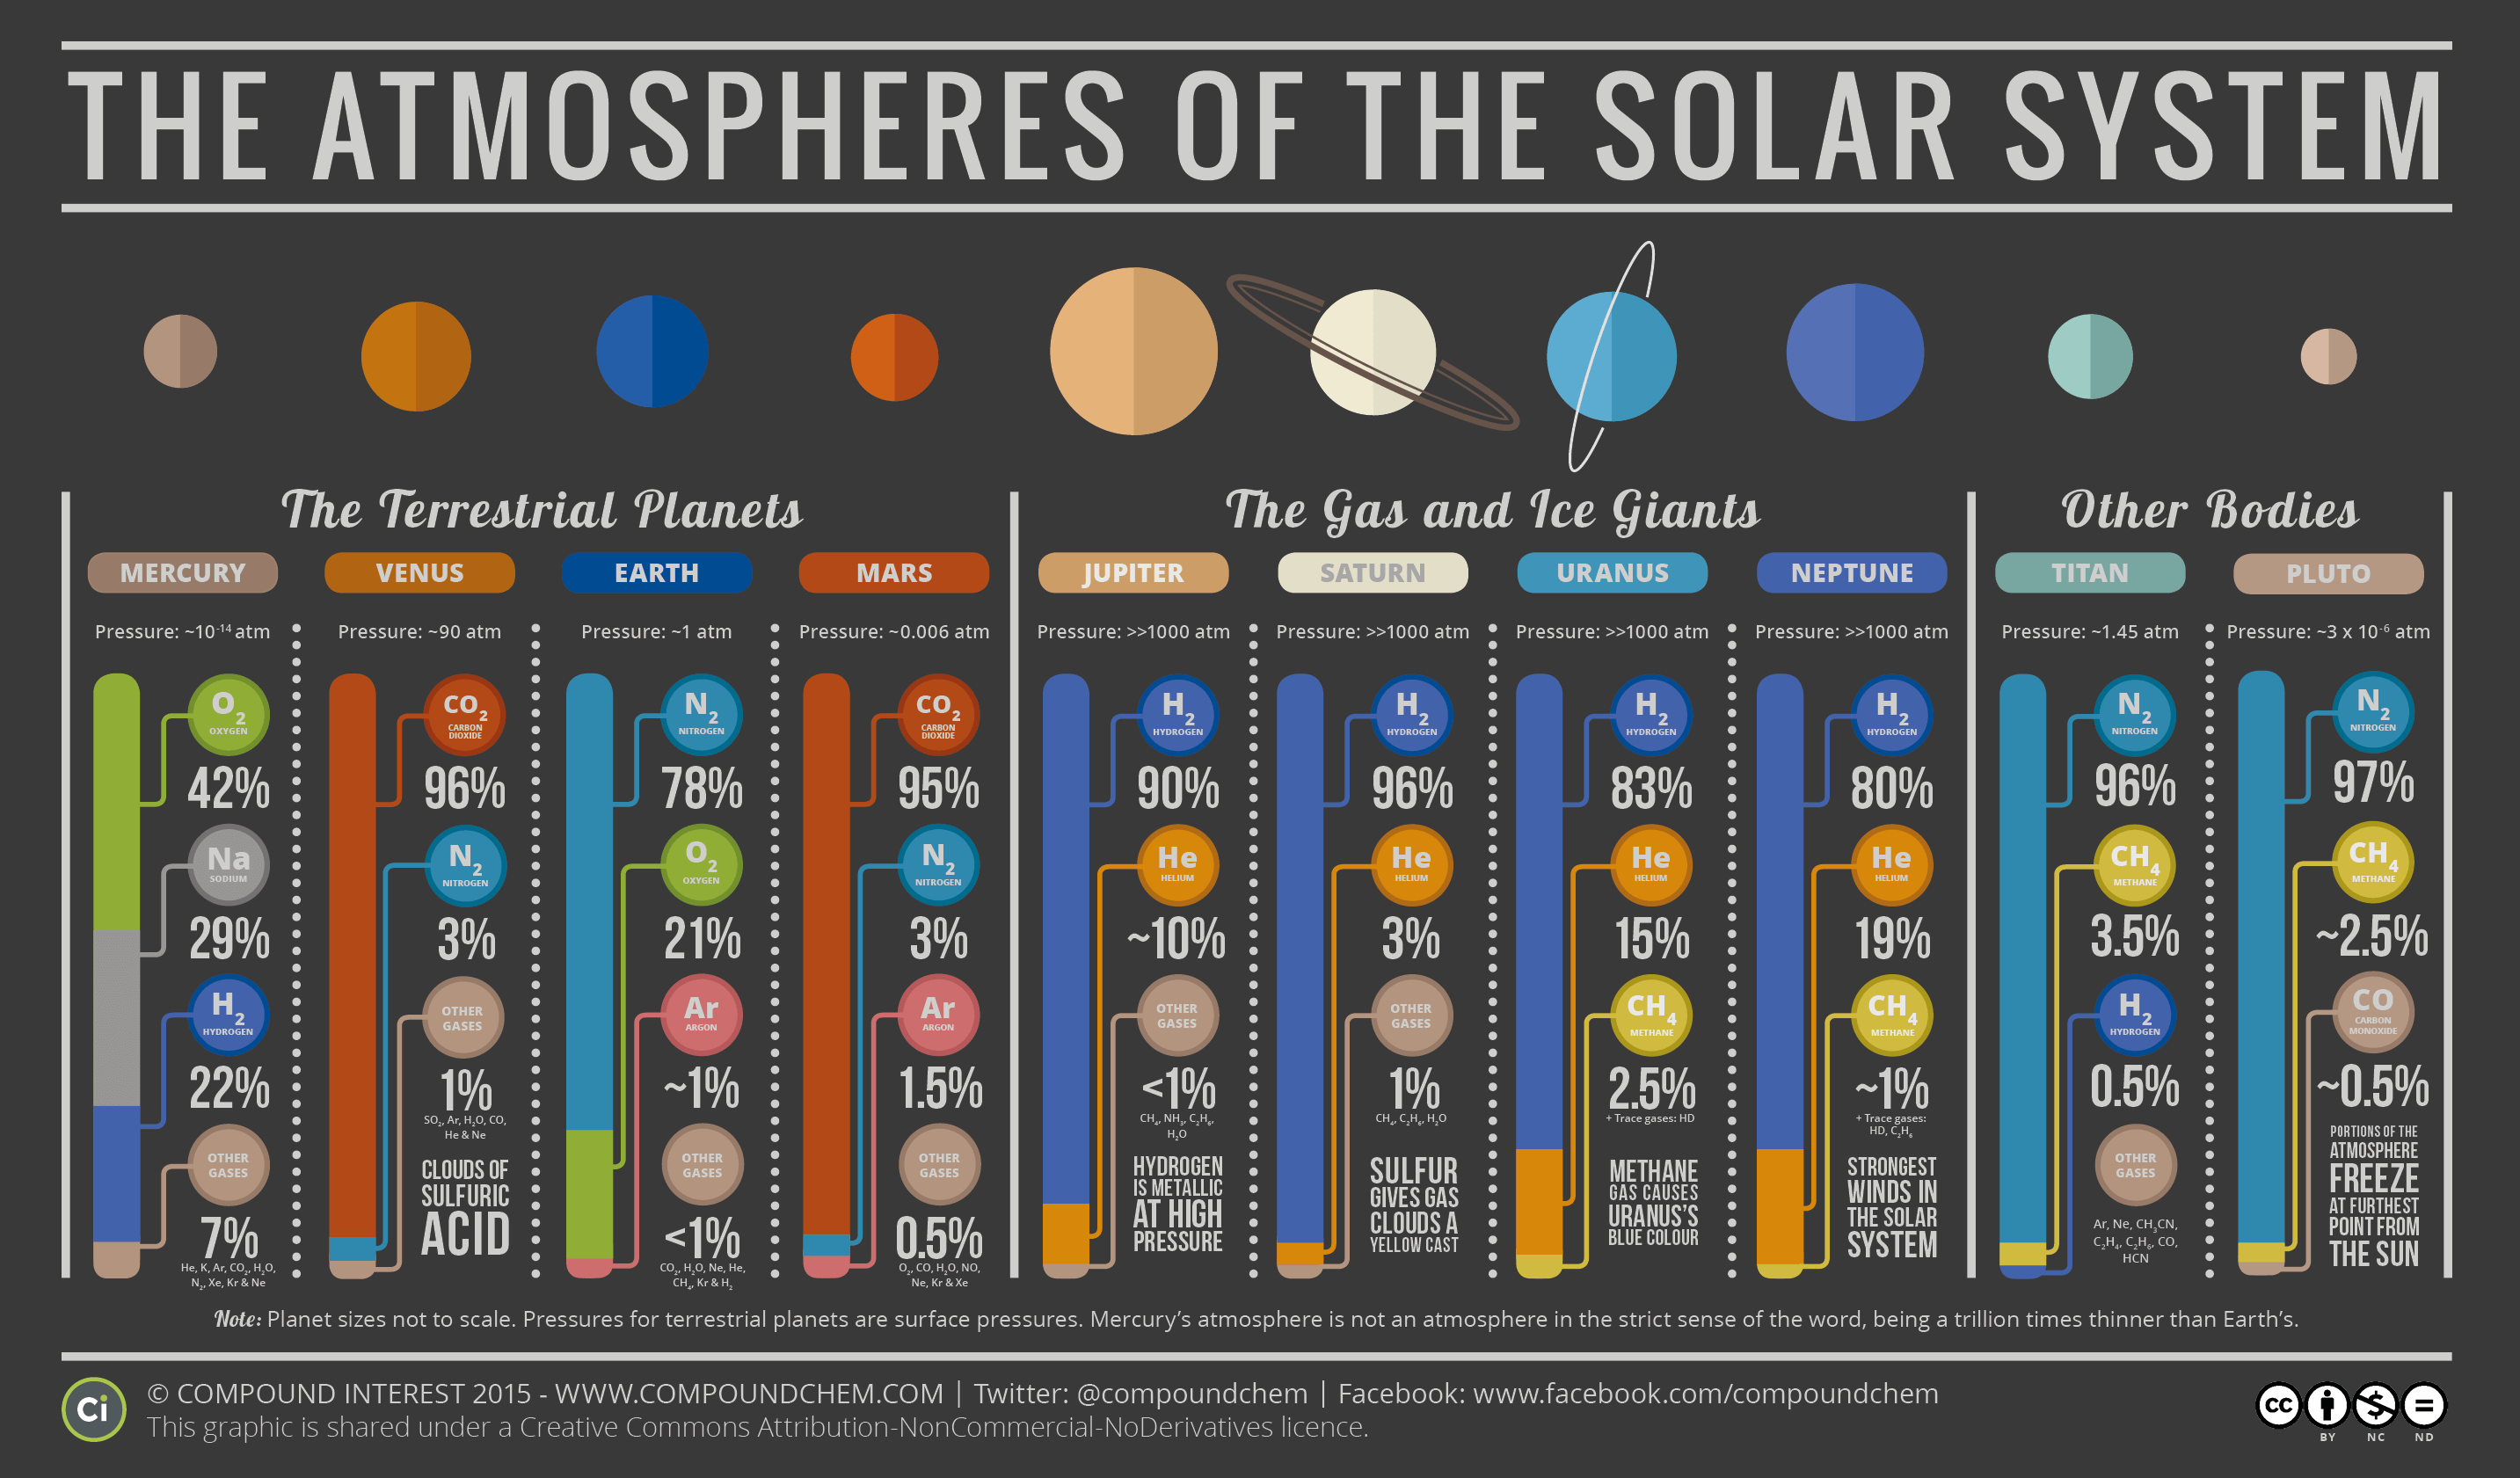 THE ATMOSPHERES OF THE SOLAR SYSTEM
The Terrestrial Planets
MERCURY
Pressure: ~10⁻¹⁴ atm
O₂
OXYGEN
42%
Na
SODIUM
29%
H₂
HYDROGEN
22%
OTHER
GASES
7%
He, K, Ar, CO₂, H₂O,
N₂, Xe, Kr & Ne
VENUS
Pressure: ~90 atm
CO₂
CARBON
DIOXIDE
96%
N₂
NITROGEN
3%
OTHER
GASES
1%
SO₂, Ar, H₂O, CO,
He & Ne
CLOUDS OF
SULFURIC
ACID
EARTH
Pressure: ~1 atm
N₂
NITROGEN
78%
O₂
OXYGEN
21%
Ar
ARGON
~1%
OTHER
GASES
<1%
CO₂, H₂O, Ne, He,
CH₄, Kr & H₂
MARS
Pressure: ~0.006 atm
CO₂
CARBON
DIOXIDE
95%
N₂
NITROGEN
3%
Ar
ARGON
1.5%
OTHER
GASES
0.5%
O₂, CO, H₂O, NO,
Ne, Kr & Xe
The Gas and Ice Giants
JUPITER
Pressure: >>1000 atm
H₂
HYDROGEN
90%
He
HELIUM
~10%
OTHER
GASES
<1%
CH₄, NH₃, C₂H₆,
H₂O
HYDROGEN
IS METALLIC
AT HIGH
PRESSURE
SATURN
Pressure: >>1000 atm
H₂
HYDROGEN
96%
He
HELIUM
3%
OTHER
GASES
1%
CH₄, C₂H₆, H₂O
SULFUR
GIVES GAS
CLOUDS A
YELLOW CAST
URANUS
Pressure: >>1000 atm
H₂
HYDROGEN
83%
He
HELIUM
15%
CH₄
METHANE
2.5%
+ Trace gases: HD
METHANE
GAS CAUSES
URANUS'S
BLUE COLOUR
NEPTUNE
Pressure: >>1000 atm
H₂
HYDROGEN
80%
He
HELIUM
19%
CH₄
METHANE
~1%
+ Trace gases:
HD, C₂H₆
STRONGEST
WINDS IN
THE SOLAR
SYSTEM
Other Bodies
TITAN
Pressure: ~1.45 atm
N₂
NITROGEN
96%
CH₄
METHANE
3.5%
H₂
HYDROGEN
0.5%
OTHER
GASES
Ar, Ne, CH₃CN,
C₂H₄, C₂H₆, CO,
HCN
PLUTO
Pressure: ~3 x 10⁻⁶ atm
N₂
NITROGEN
97%
CH₄
METHANE
~2.5%
CO
CARBON
MONOXIDE
~0.5%
PORTIONS OF THE
ATMOSPHERE
FREEZE
AT FURTHEST
POINT FROM
THE SUN
Note: Planet sizes not to scale. Pressures for terrestrial planets are surface pressures. Mercury's atmosphere is not an atmosphere in the strict sense of the word, being a trillion times thinner than Earth's.
Ci
© COMPOUND INTEREST 2015 - WWW.COMPOUNDCHEM.COM | Twitter: @compoundchem | Facebook: www.facebook.com/compoundchem
This graphic is shared under a Creative Commons Attribution-NonCommercial-NoDerivatives licence.
CC
BY NC ND